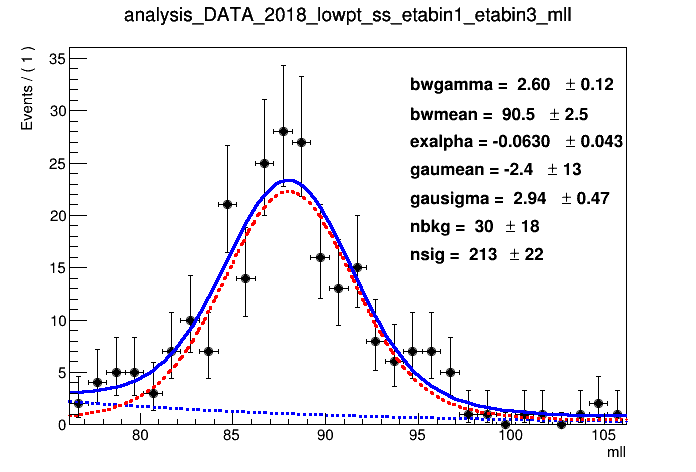 analysis_DATA_2018_lowpt_ss_etabin1_etabin3_mll
Events / ( 1 )
35
30
25
20
15
10
5
0
bwgamma = 2.60 ± 0.12
bwmean = 90.5 ± 2.5
exalpha = -0.0630 ± 0.043
gaumean = -2.4 ± 13
gausigma = 2.94 ± 0.47
nbkg = 30 ± 18
nsig = 213 ± 22
80 85 90 95 100 105
mll